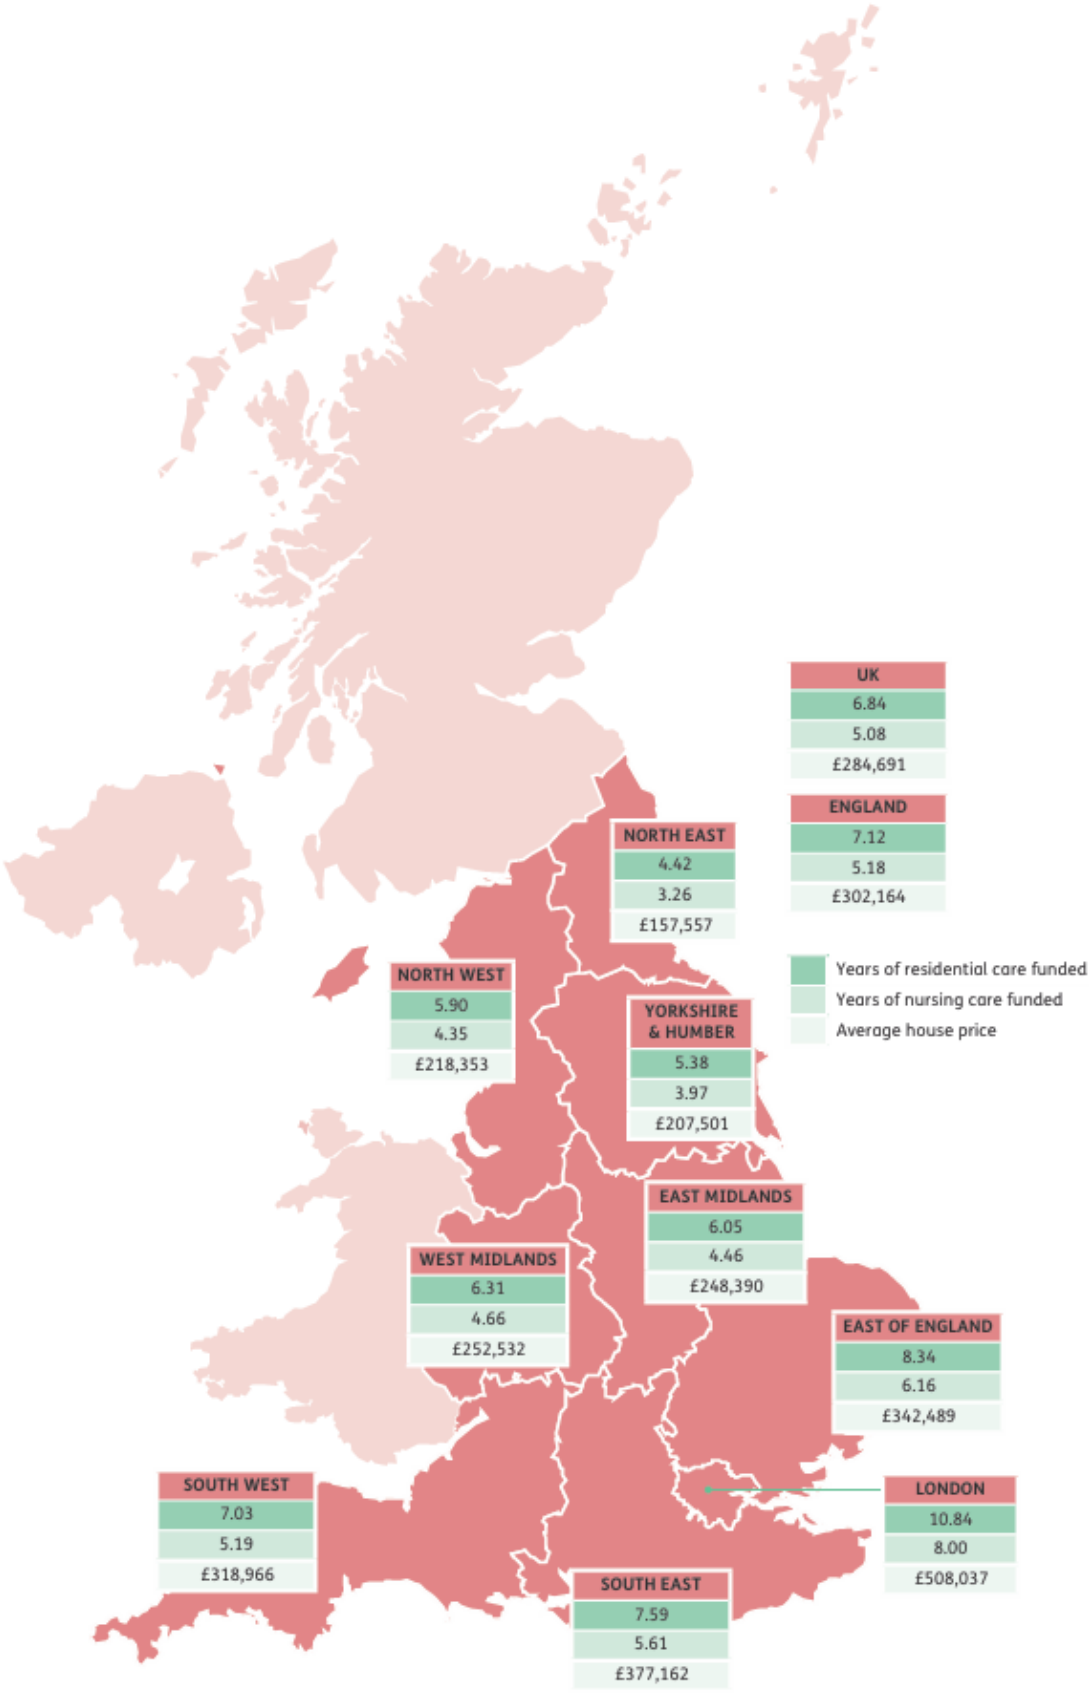 UK
6.84
5.08
£284,691
ENGLAND
7.12
5.18
£302,164
NORTH EAST
4.42
3.26
£157,557
Years of residential care funded
Years of nursing care funded
Average house price
NORTH WEST
5.90
4.35
£218,353
YORKSHIRE
& HUMBER
5.38
3.97
£207,501
EAST MIDLANDS
6.05
4.46
£248,390
WEST MIDLANDS
6.31
4.66
£252,532
EAST OF ENGLAND
8.34
6.16
£342,489
SOUTH WEST
7.03
5.19
£318,966
LONDON
10.84
8.00
£508,037
SOUTH EAST
7.59
5.61
£377,162